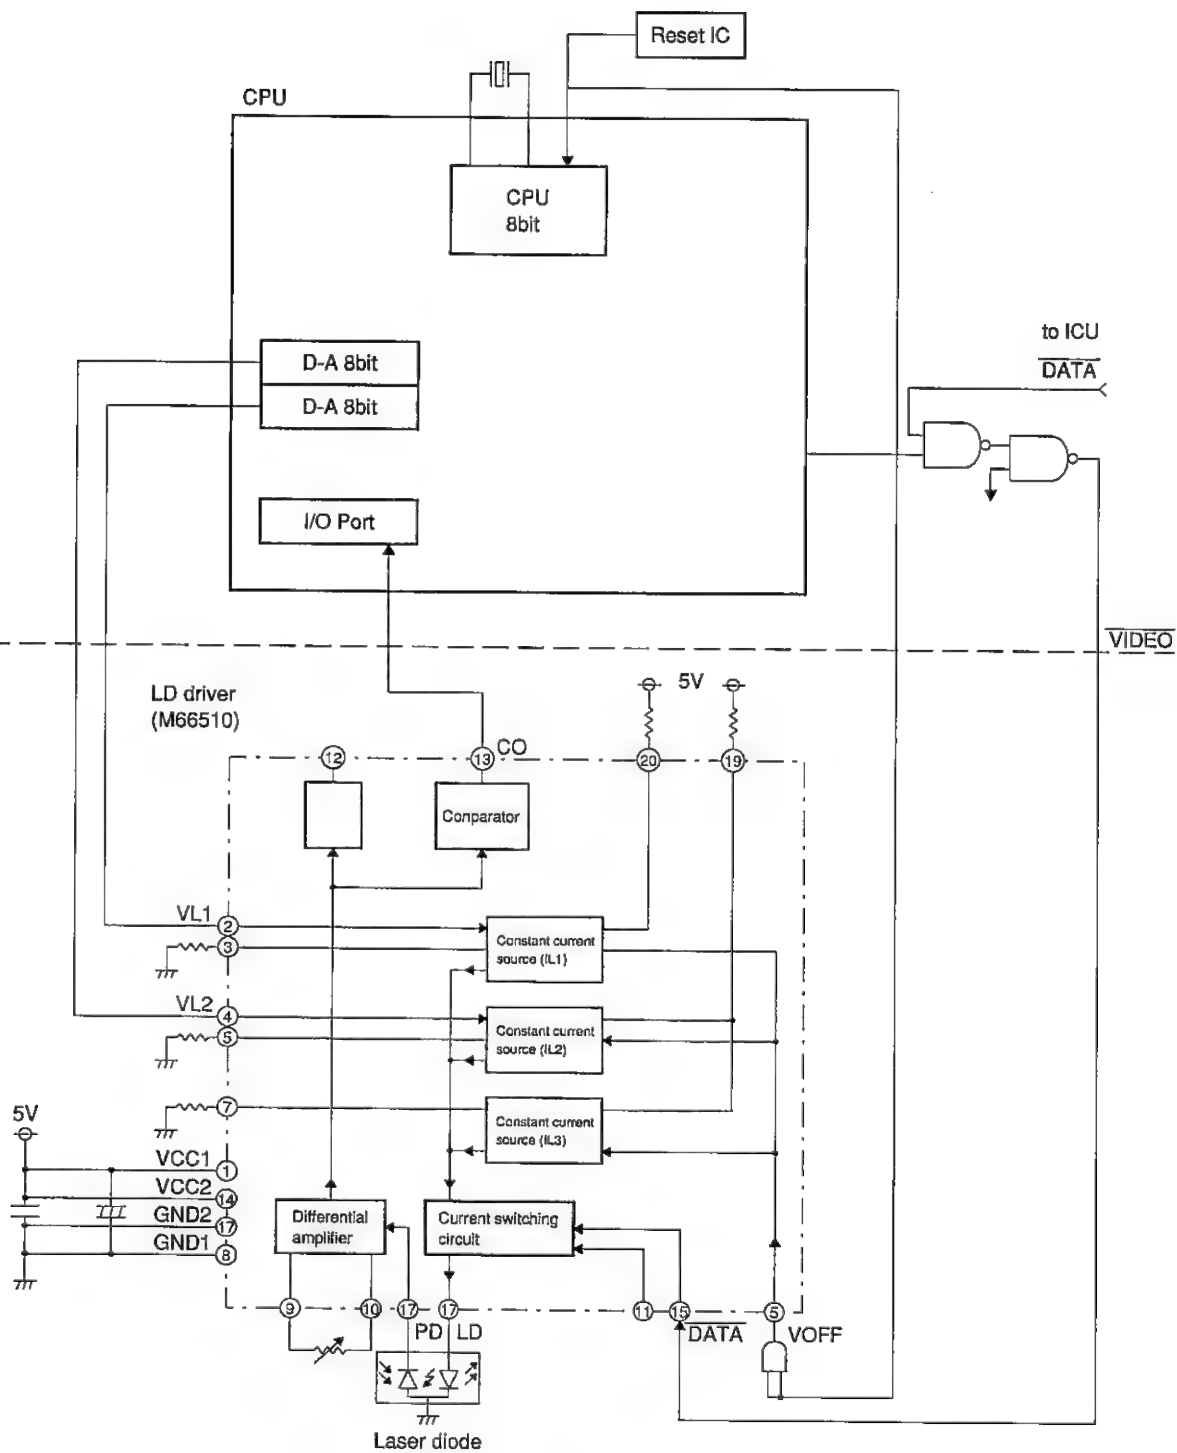 Reset IC
CPU
CPU
8bit
to ICU
D-A 8bit
DATA
D-A 8bit
I/O Port
VIDEO
LD driver
(M66510)
5V
12
13
CO
20
19
Conparator
VL1
2
Constant current
source (IL1)
3
VL2
4
Constant current
source (IL2)
5
7
Constant current
source (IL3)
5V
VCC1
1
VCC2
14
GND2
17
GND1
8
Differential
amplifier
Current switching
circuit
9
10
17
17
11
15
5
PD
LD
DATA
VOFF
Laser diode